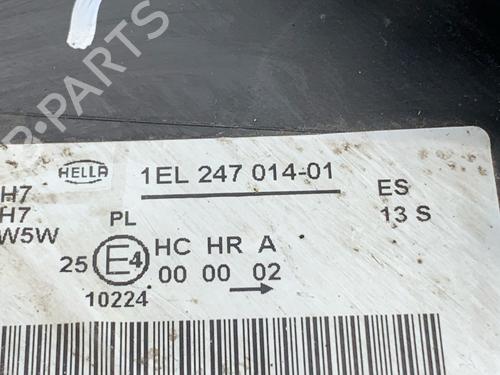 B-PARTS
HELLA 1EL 247 014-01
H7
H7
W5W
ES
13 S
PL
25 E4 HC HR A
00 00 02
10224